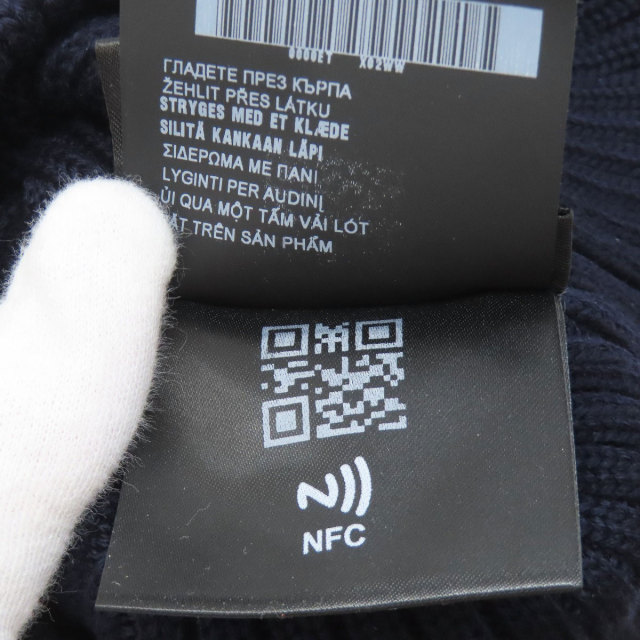 ГЛАДЕТЕ ПРЕЗ КЪРПА
ŽEHLIT PŘES LÁTKU
STRYGES MED ET KLÆDE
SILITÄ KANKAAN LÄPI
ΣΙΔΕΡΩΜΑ ΜΕ ΠΑΝΙ
LYGINTI PER AUDINĮ
ỦI QUA MỘT TẤM VẢI LÓT
TRÊN SẢN PHẨM
NFC